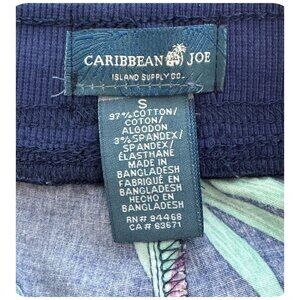 CARIBBEAN JOE
ISLAND SUPPLY CO.
S
97% COTTON/
COTON/
ALGODON
3% SPANDEX/
SPANDEX/
ÉLASTHANE
MADE IN
BANGLADESH
FABRIQUÉ EN
BANGLADESH
HECHO EN
BANGLADESH
RN# 94468
CA# 63671